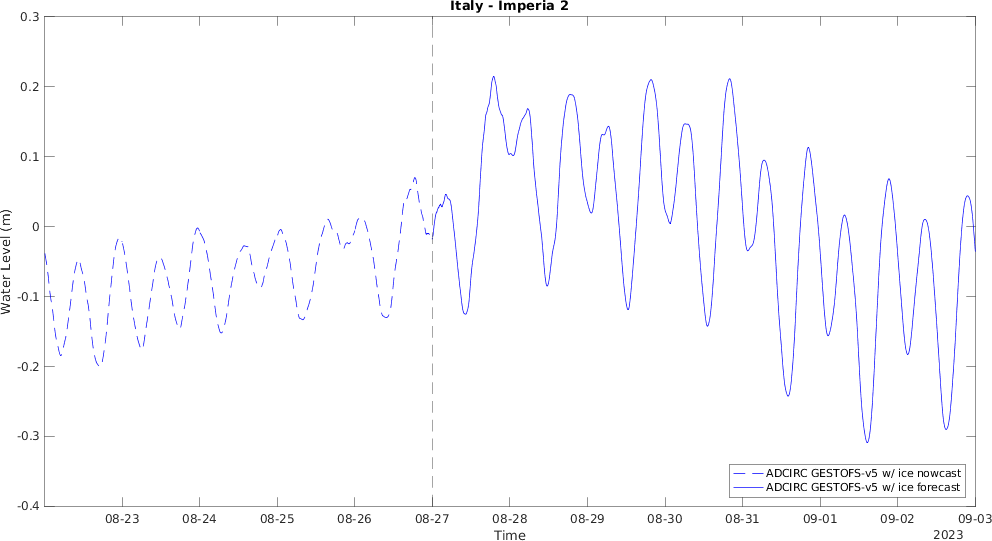 Italy - Imperia 2
Water Level (m)
0.3
0.2
0.1
0
-0.1
-0.2
-0.3
-0.4
ADCIRC GESTOFS-v5 w/ ice nowcast
ADCIRC GESTOFS-v5 w/ ice forecast
08-23 08-24 08-25 08-26 08-27 08-28 08-29 08-30 08-31 09-01 09-02 09-03
Time
2023